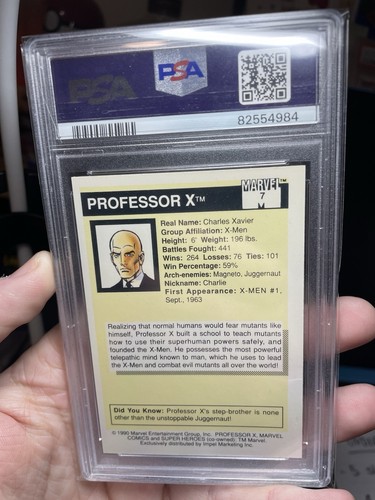 PSA
PSA
82554984
PROFESSOR X™
MARVEL™
7
Real Name: Charles Xavier
Group Affiliation: X-Men
Height: 6' Weight: 196 lbs.
Battles Fought: 441
Wins: 264 Losses: 76 Ties: 101
Win Percentage: 59%
Arch-enemies: Magneto, Juggernaut
Nickname: Charlie
First Appearance: X-MEN #1,
Sept., 1963
Realizing that normal humans would fear mutants like
himself, Professor X built a school to teach mutants
how to use their superhuman powers safely, and
founded the X-Men. He possesses the most powerful
telepathic mind known to man, which he uses to lead
the X-Men and combat evil mutants all over the world!
Did You Know: Professor X's step-brother is none
other than the unstoppable Juggernaut!
© 1990 Marvel Entertainment Group, Inc. PROFESSOR X, MARVEL
COMICS and SUPER HEROES (co-owned): TM Marvel.
Exclusively distributed by Impel Marketing Inc.